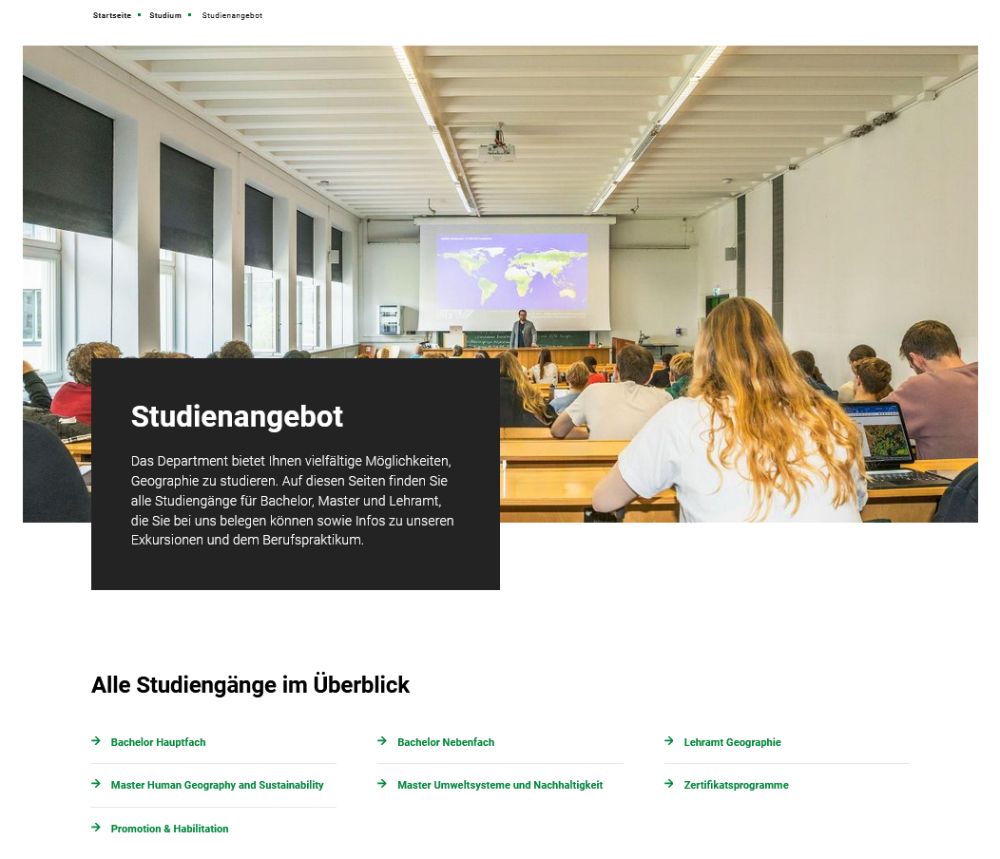 Startseite Studium Studienangebot
Studienangebot
Das Department bietet Ihnen vielfältige Möglichkeiten,
Geographie zu studieren. Auf diesen Seiten finden Sie
alle Studiengänge für Bachelor, Master und Lehramt,
die Sie bei uns belegen können sowie Infos zu unseren
Exkursionen und dem Berufspraktikum.
Alle Studiengänge im Überblick
Bachelor Hauptfach
Bachelor Nebenfach
Lehramt Geographie
Master Human Geography and Sustainability
Master Umweltsysteme und Nachhaltigkeit
Zertifikatsprogramme
Promotion & Habilitation